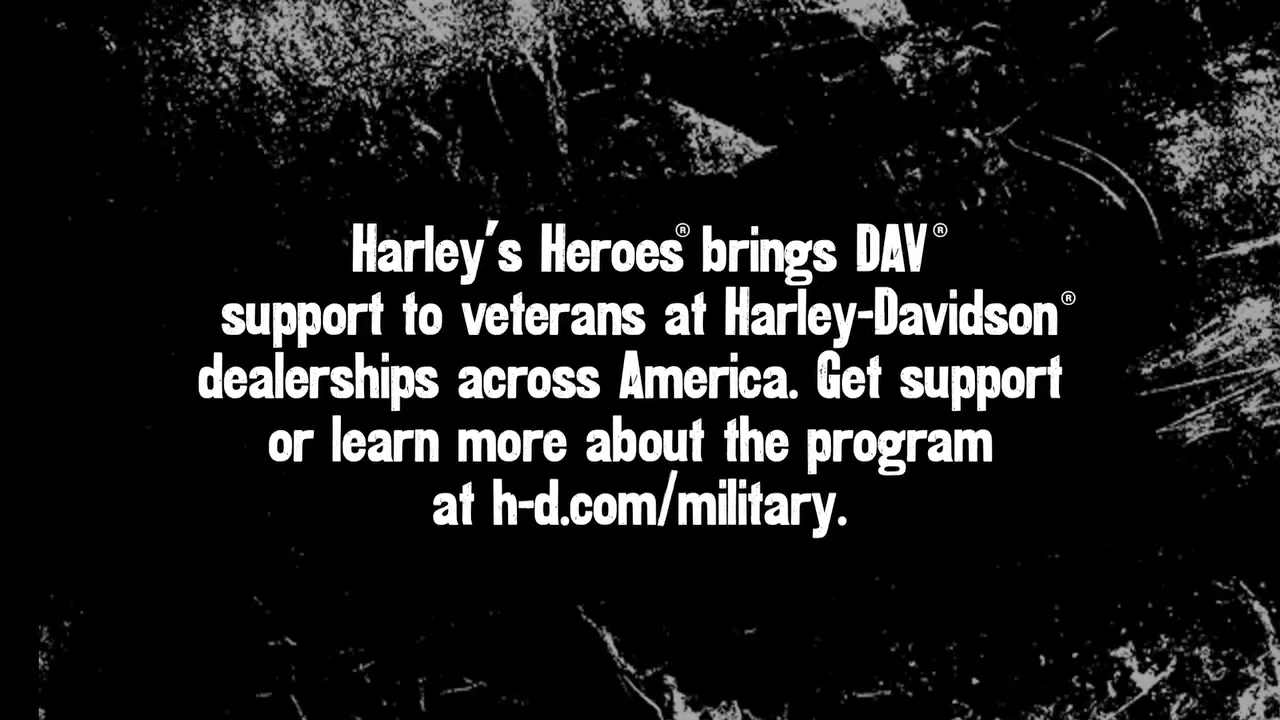 Harley's Heroes® brings DAV®
support to veterans at Harley-Davidson®
dealerships across America. Get support
or learn more about the program
at h-d.com/military.